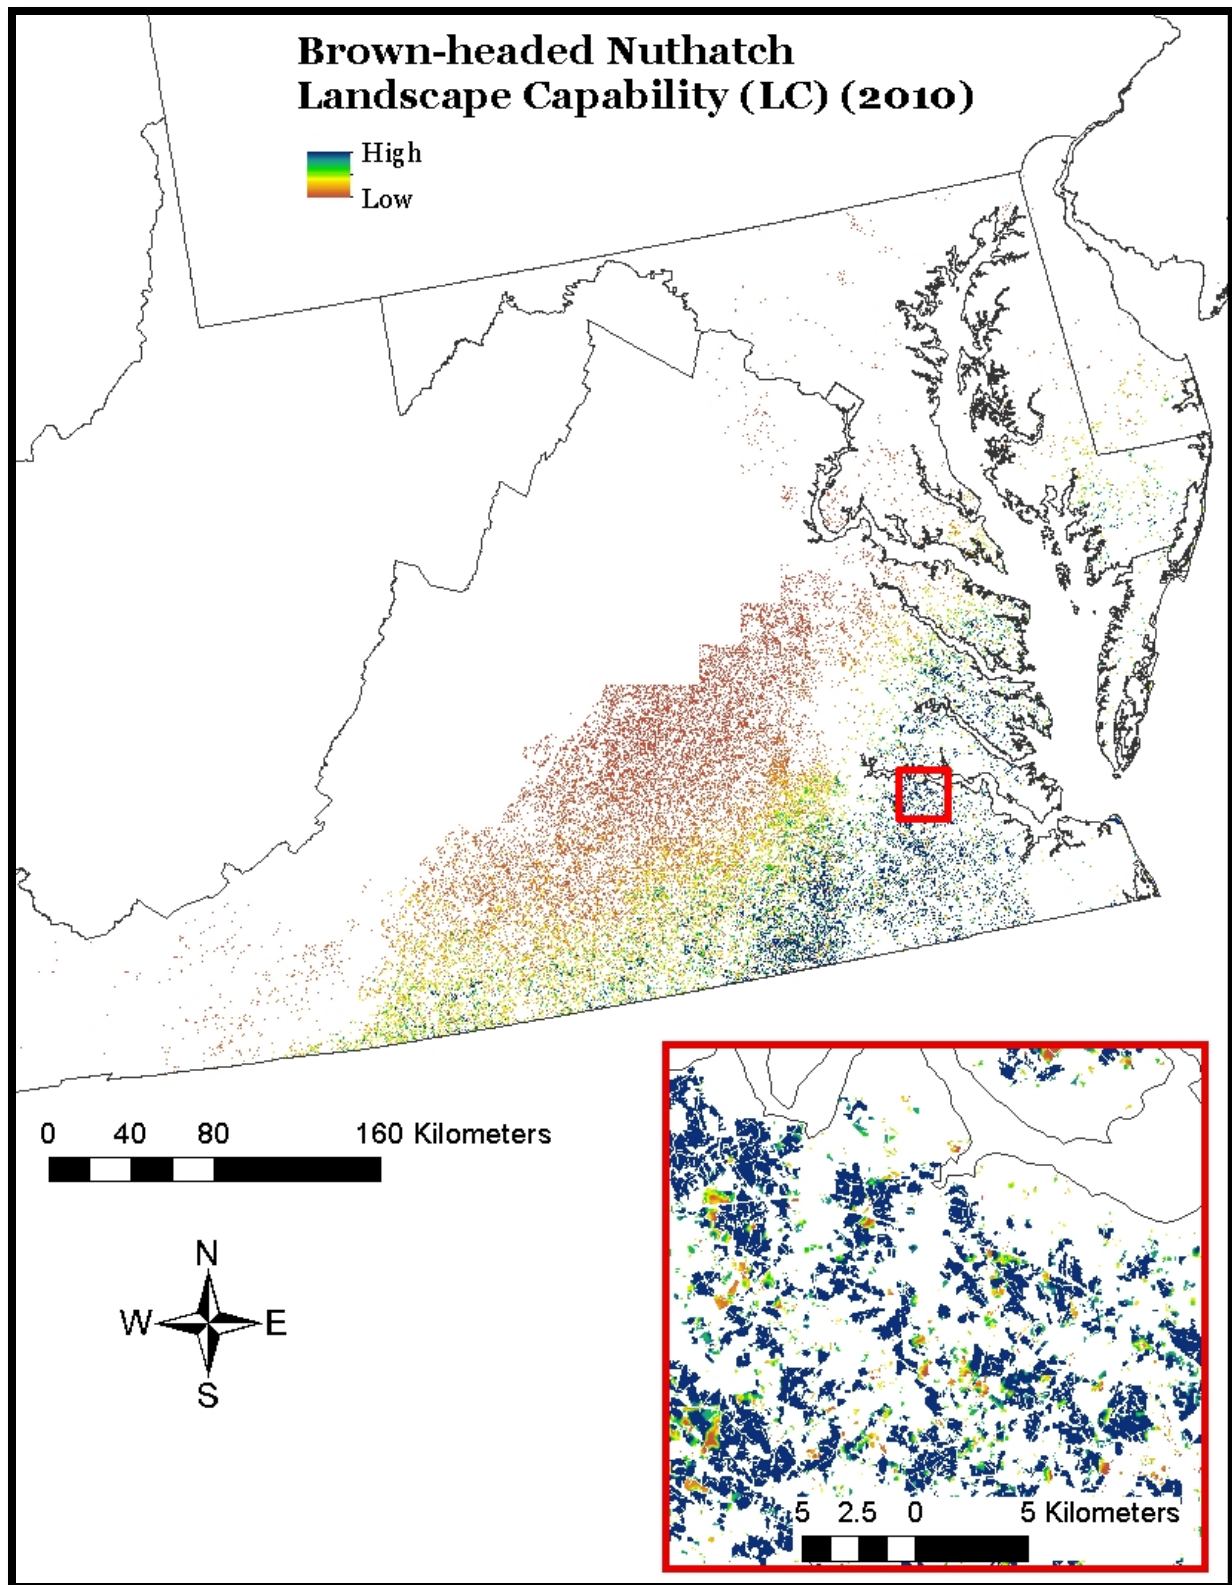 Brown-headed Nuthatch
Landscape Capability (LC) (2010)
High
Low
0 40 80 160 Kilometers
N
W E
S
5 2.5 0 5 Kilometers